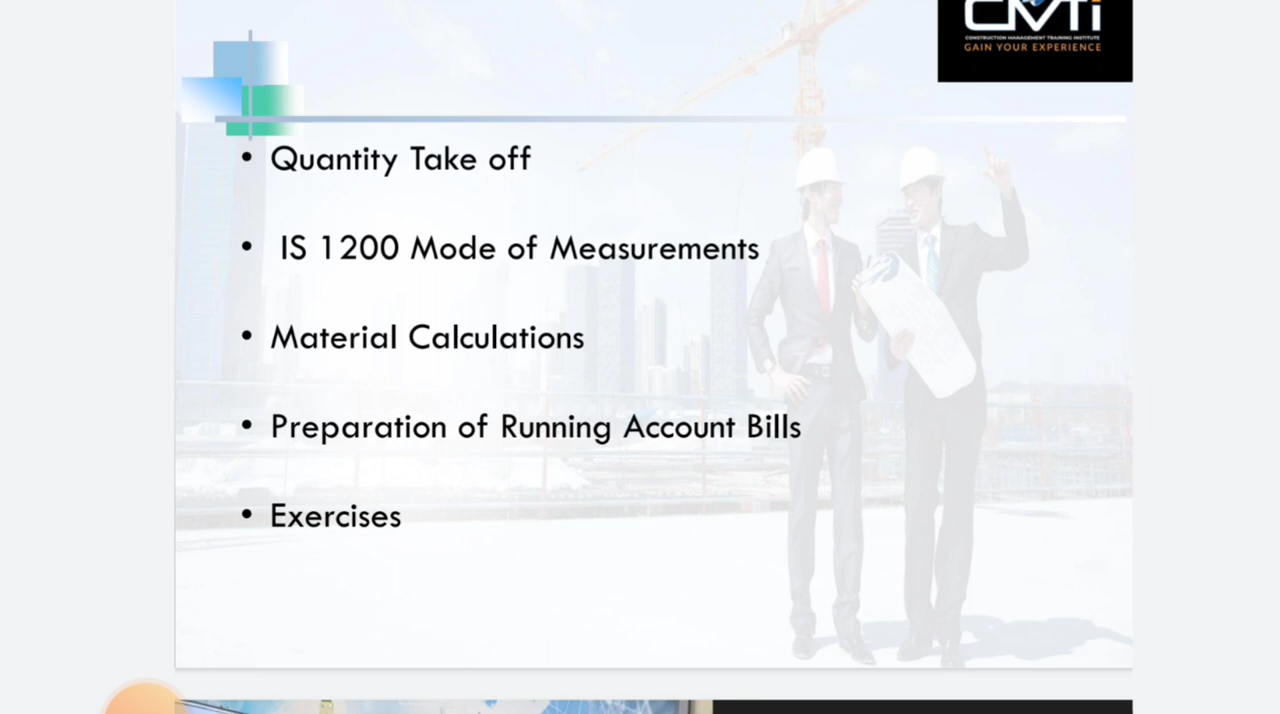 CMTi
CONSTRUCTION MANAGEMENT TRAINING INSTITUTE
GAIN YOUR EXPERIENCE
• Quantity Take off
• IS 1200 Mode of Measurements
• Material Calculations
• Preparation of Running Account Bills
• Exercises